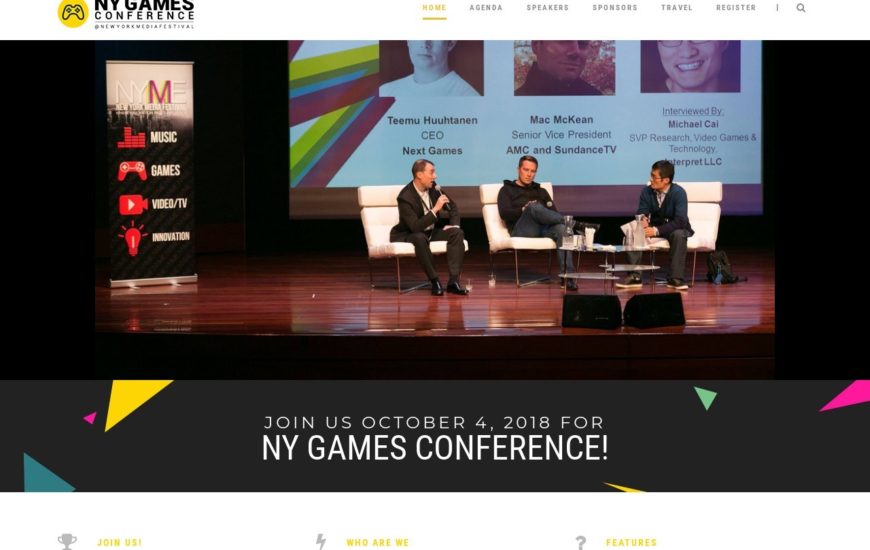 NY GAMES
CONFERENCE
@NEWYORKMEDIAFESTIVAL
HOME
AGENDA
SPEAKERS
SPONSORS
TRAVEL
REGISTER
|
NYME
NEW YORK MEDIA FESTIVAL
MUSIC
GAMES
VIDEO/TV
INNOVATION
Teemu Huuhtanen
CEO
Next Games
Mac McKean
Senior Vice President
AMC and SundanceTV
Interviewed By:
Michael Cai
SVP Research, Video Games &
Technology,
Interpret LLC
JOIN US OCTOBER 4, 2018 FOR
NY GAMES CONFERENCE!
JOIN US!
WHO ARE WE
FEATURES